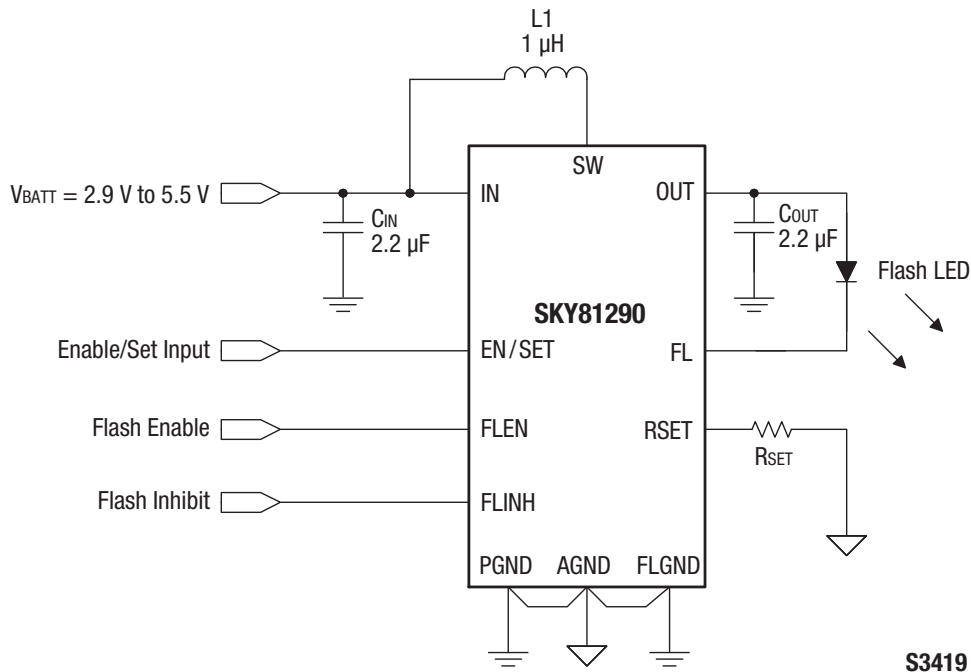 L1
1 µH
SW
VBATT = 2.9 V to 5.5 V
IN
OUT
CIN
2.2 µF
COUT
2.2 µF
Flash LED
SKY81290
Enable/Set Input
EN/SET
FL
Flash Enable
FLEN
RSET
RSET
Flash Inhibit
FLINH
PGND
AGND
FLGND
S3419